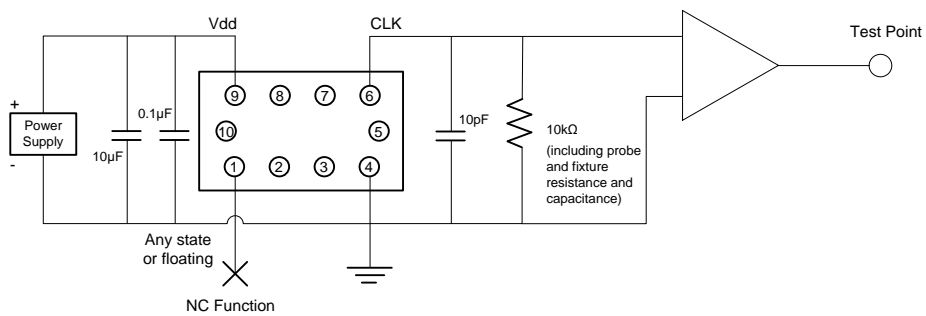 Vdd
CLK
Test Point
+
Power
Supply
-
10µF
0.1µF
9
8
7
6
10
5
1
2
3
4
10pF
10kΩ
(including probe
and fixture
resistance and
capacitance)
Any state
or floating
NC Function